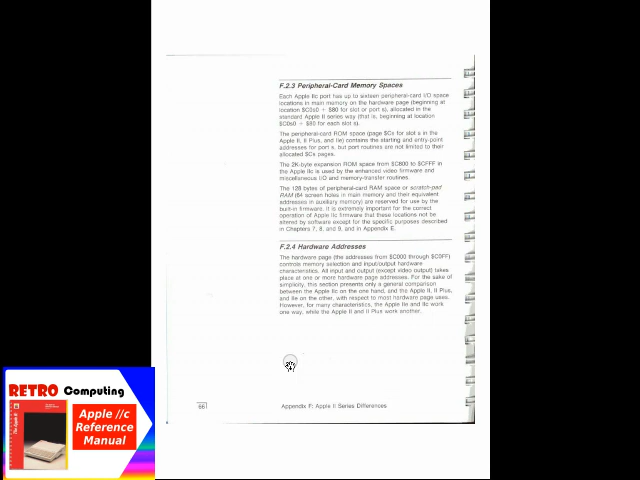 F.2.3 Peripheral-Card Memory Spaces
Each Apple IIc port has up to sixteen peripheral-card I/O space
locations in main memory on the hardware page (beginning at
location $C0s0 + $80 for slot or port s), allocated in the
standard Apple II series way (that is, beginning at location
$C0s0 + $80 for each slot s).
The peripheral-card ROM space (page $Cs for slot s in the
Apple II, II Plus, and IIe) contains the starting and entry-point
addresses for port s, but port routines are not limited to their
allocated $Cs pages.
The 2K-byte expansion ROM space from $C800 to $CFFF in
the IIc is used by the enhanced video firmware and
miscellaneous I/O and memory-transfer routines.
The 128 bytes of peripheral-card RAM space or scratch-pad
RAM (64 screen holes in main memory and their equivalent
addresses in auxiliary memory) are reserved for use by the
built-in firmware. It is extremely important for the correct
operation of Apple IIc firmware that these locations not be
altered by software except for the specific purposes described
in Chapters 7, 8, and 9, and in Appendix E.
F.2.4 Hardware Addresses
The hardware page (the addresses from $C000 through $C0FF)
controls memory selection and input/output hardware
characteristics. All input and output (except video output) takes
place at one or more hardware page addresses. For the sake of
simplicity, this section presents only a general comparison
between the Apple IIc on the one hand, and the Apple II, II Plus,
and IIe on the other, with respect to most hardware page uses.
However, for many characteristics, the Apple IIe and IIc work
one way, while the Apple II and II Plus work another.
66
Appendix F: Apple II Series Differences
RETRO Computing
Apple //c
Reference
Manual